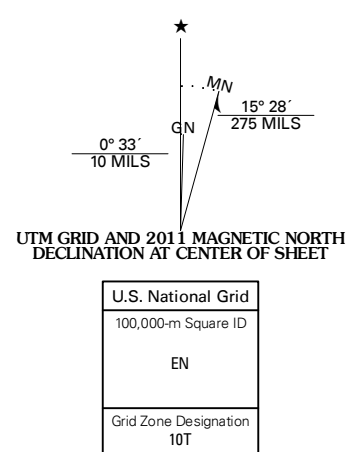 ★
MN
GN
15° 28´
275 MILS
0° 33´
10 MILS
UTM GRID AND 2011 MAGNETIC NORTH
DECLINATION AT CENTER OF SHEET
U.S. National Grid
100,000-m Square ID
EN
Grid Zone Designation
10T